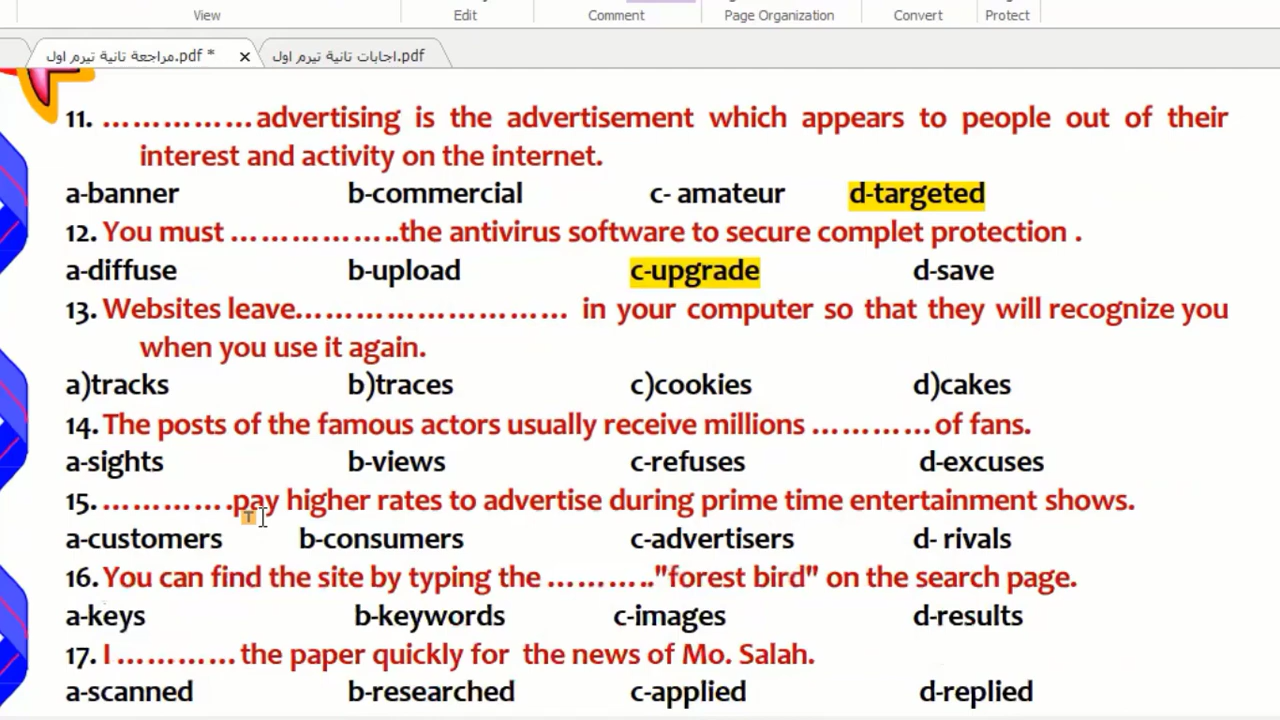 View Edit Comment Page Organization Convert Protect
مراجعة تانية تيرم اول.pdf * اجابات تانية تيرم اول.pdf
11. ……………advertising is the advertisement which appears to people out of their
interest and activity on the internet.
a-banner b-commercial c- amateur d-targeted
12. You must ……………..the antivirus software to secure complet protection .
a-diffuse b-upload c-upgrade d-save
13. Websites leave……………………… in your computer so that they will recognize you
when you use it again.
a)tracks b)traces c)cookies d)cakes
14. The posts of the famous actors usually receive millions …………of fans.
a-sights b-views c-refuses d-excuses
15. ………….pay higher rates to advertise during prime time entertainment shows.
a-customers b-consumers c-advertisers d- rivals
16. You can find the site by typing the ……….."forest bird" on the search page.
a-keys b-keywords c-images d-results
17. I ………… the paper quickly for the news of Mo. Salah.
a-scanned b-researched c-applied d-replied